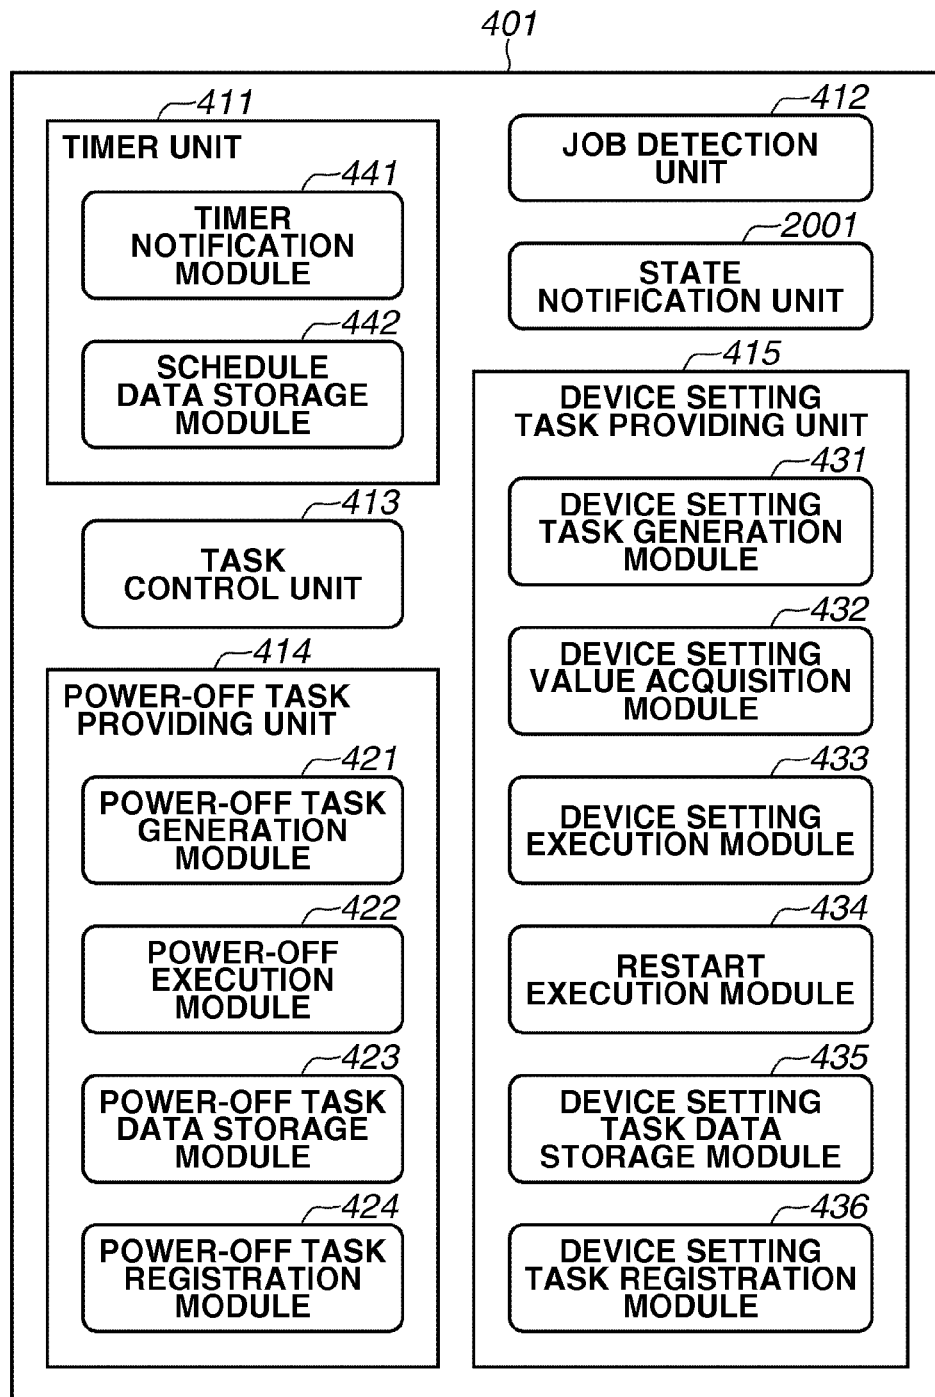 401
411
TIMER UNIT
441
TIMER
NOTIFICATION
MODULE
442
SCHEDULE
DATA STORAGE
MODULE
413
TASK
CONTROL UNIT
414
POWER-OFF TASK
PROVIDING UNIT
421
POWER-OFF TASK
GENERATION
MODULE
422
POWER-OFF
EXECUTION
MODULE
423
POWER-OFF TASK
DATA STORAGE
MODULE
424
POWER-OFF TASK
REGISTRATION
MODULE
412
JOB DETECTION
UNIT
2001
STATE
NOTIFICATION UNIT
415
DEVICE SETTING
TASK PROVIDING UNIT
431
DEVICE SETTING
TASK GENERATION
MODULE
432
DEVICE SETTING
VALUE ACQUISITION
MODULE
433
DEVICE SETTING
EXECUTION MODULE
434
RESTART
EXECUTION MODULE
435
DEVICE SETTING
TASK DATA
STORAGE MODULE
436
DEVICE SETTING
TASK REGISTRATION
MODULE